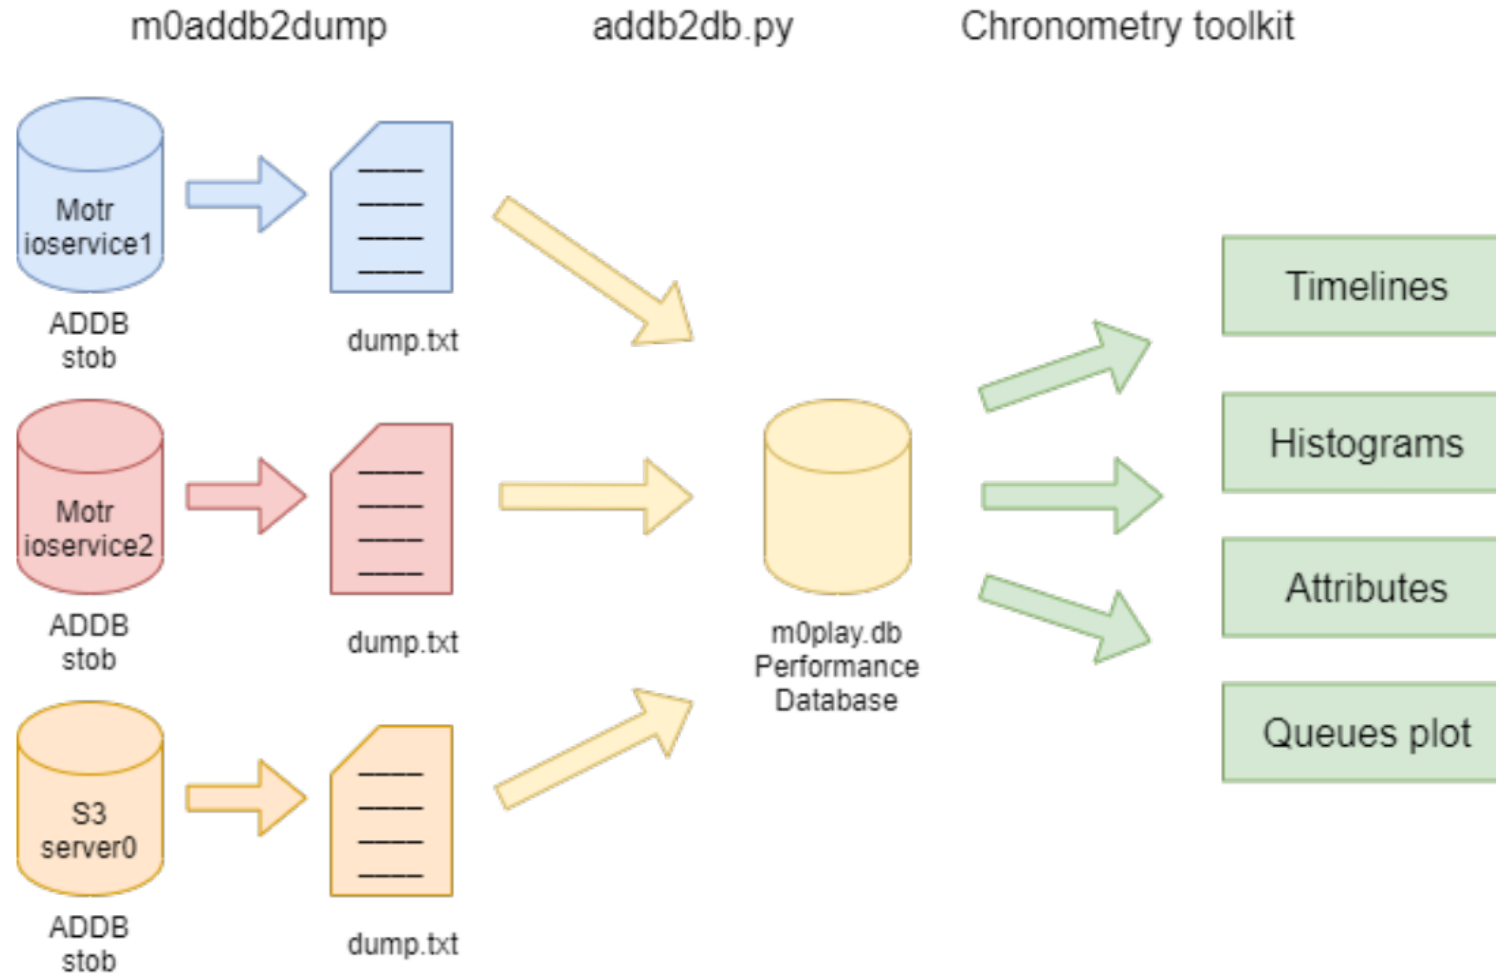 m0addb2dump
addb2db.py
Chronometry toolkit
Motr
ioservice1
ADDB
stob
dump.txt
Motr
ioservice2
ADDB
stob
dump.txt
S3
server0
ADDB
stob
dump.txt
m0play.db
Performance
Database
Timelines
Histograms
Attributes
Queues plot